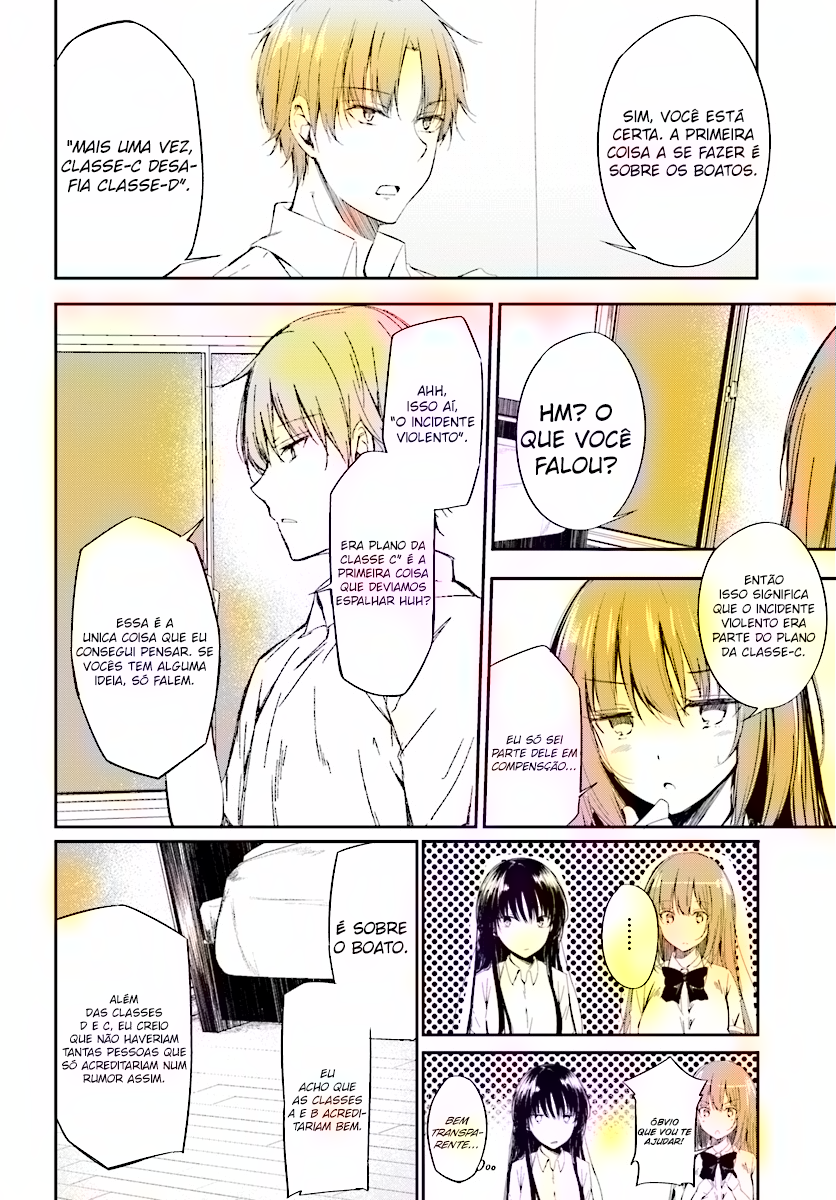 SIM, VOCÊ ESTÁ
CERTA. A PRIMEIRA
COISA A SE FAZER É
SOBRE OS BOATOS.
"MAIS UMA VEZ,
CLASSE-C DESA-
FIA CLASSE-D".
HM? O
QUE VOCÊ
FALOU?
ENTÃO
ISSO SIGNIFICA
QUE O INCIDENTE
VIOLENTO ERA
PARTE DO PLANO
DA CLASSE-C.
EU SÓ SEI
PARTE DELE EM
COMPENSÇÃO...
AHH,
ISSO AÍ,
"O INCIDENTE
VIOLENTO".
ERA PLANO DA
CLASSE C" É A
PRIMEIRA COISA
QUE DEVIAMOS
ESPALHAR HUH?
ESSA É A
UNICA COISA QUE EU
CONSEGUI PENSAR. SE
VOCÊS TEM ALGUMA
IDEIA, SÓ FALEM.
......
ÓBVIO
QUE VOU TE
AJUDAR!
BEM
TRANSPA-
RENTE...
É SOBRE
O BOATO.
EU
ACHO QUE
AS CLASSES
A E B ACREDI-
TARIAM BEM.
ALÉM
DAS CLASSES
D E C, EU CREIO
QUE NÃO HAVERIAM
TANTAS PESSOAS QUE
SÓ ACREDITARIAM NUM
RUMOR ASSIM.